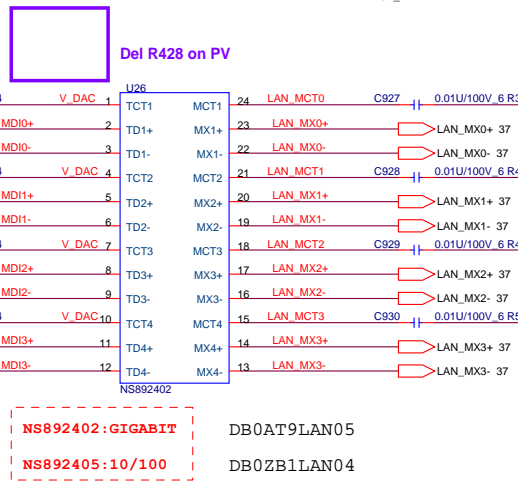 Del R428 on PV
U26
V_DAC 1 TCT1 MCT1 24 LAN_MCT0 C927 0.01U/100V_6
MDI0+ 2 TD1+ MX1+ 23 LAN_MX0+ LAN_MX0+ 37
MDI0- 3 TD1- MX1- 22 LAN_MX0- LAN_MX0- 37
V_DAC 4 TCT2 MCT2 21 LAN_MCT1 C928 0.01U/100V_6
MDI1+ 5 TD2+ MX2+ 20 LAN_MX1+ LAN_MX1+ 37
MDI1- 6 TD2- MX2- 19 LAN_MX1- LAN_MX1- 37
V_DAC 7 TCT3 MCT3 18 LAN_MCT2 C929 0.01U/100V_6
MDI2+ 8 TD3+ MX3+ 17 LAN_MX2+ LAN_MX2+ 37
MDI2- 9 TD3- MX3- 16 LAN_MX2- LAN_MX2- 37
V_DAC 10 TCT4 MCT4 15 LAN_MCT3 C930 0.01U/100V_6
MDI3+ 11 TD4+ MX4+ 14 LAN_MX3+ LAN_MX3+ 37
MDI3- 12 TD4- MX4- 13 LAN_MX3- LAN_MX3- 37
NS892402
NS892402:GIGABIT DB0AT9LAN05
NS892405:10/100 DB0ZB1LAN04